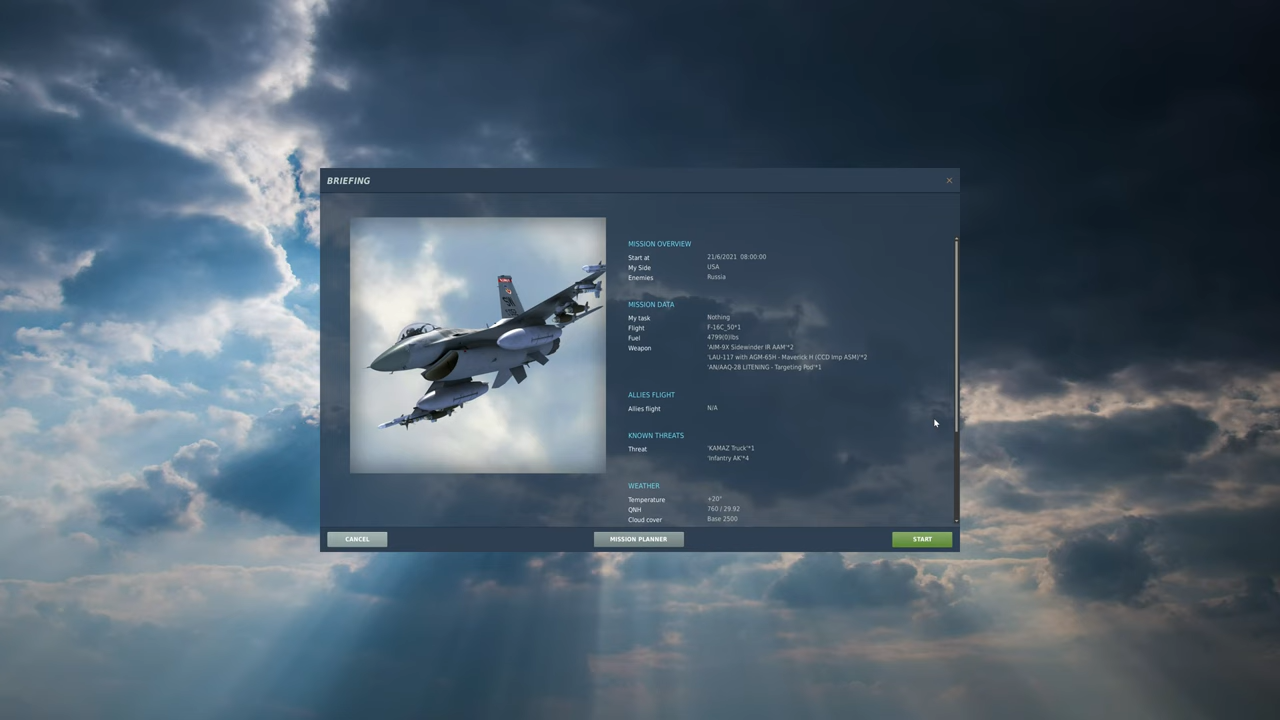 BRIEFING
MISSION OVERVIEW
Start at 21/6/2021 08:00:00
My Side USA
Enemies Russia
MISSION DATA
My task Nothing
Flight F-16C_50*1
Fuel 4799(0)lbs
Weapon 'AIM-9X Sidewinder IR AAM'*2
'LAU-117 with AGM-65H - Maverick H (CCD Imp ASM)'*2
'AN/AAQ-28 LITENING - Targeting Pod'*1
ALLIES FLIGHT
Allies flight N/A
KNOWN THREATS
Threat 'KAMAZ Truck'*1
'Infantry AK'*4
WEATHER
Temperature +20°
QNH 760 / 29.92
Cloud cover Base 2500
CANCEL MISSION PLANNER START